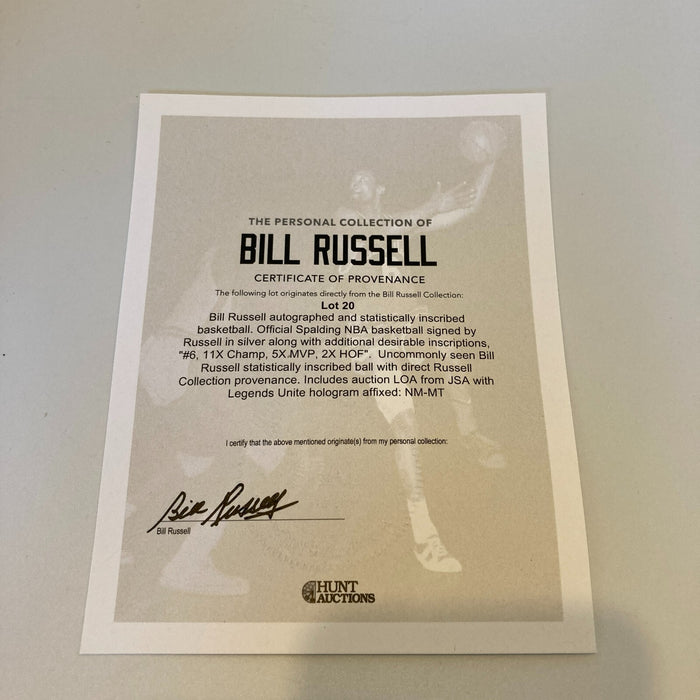 THE PERSONAL COLLECTION OF
BILL RUSSELL
CERTIFICATE OF PROVENANCE
The following lot originates directly from the Bill Russell Collection:
Lot 20
Bill Russell autographed and statistically inscribed
basketball. Official Spalding NBA basketball signed by
Russell in silver along with additional desirable inscriptions,
"#6, 11X Champ, 5X MVP, 2X HOF". Uncommonly seen Bill
Russell statistically inscribed ball with direct Russell
Collection provenance. Includes auction LOA from JSA with
Legends Unite hologram affixed: NM-MT
I certify that the above mentioned originate(s) from my personal collection:
Bill Russell
Bill Russell
HUNT
AUCTIONS